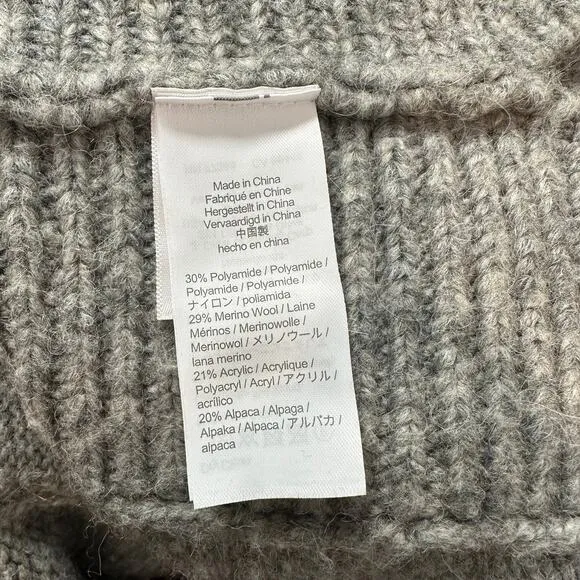 Made in China
Fabriqué en Chine
Hergestellt in China
Vervaardigd in China
中国製
hecho en china
30% Polyamide / Polyamide /
Polyamide / Polyamide /
ナイロン / poliamida
29% Merino Wool / Laine
Mérinos / Merinowolle /
Merinowol / メリノウール /
lana merino
21% Acrylic / Acrylique /
Polyacryl / Acryl / アクリル /
acrílico
20% Alpaca / Alpaga /
Alpaka / Alpaca / アルパカ /
alpaca